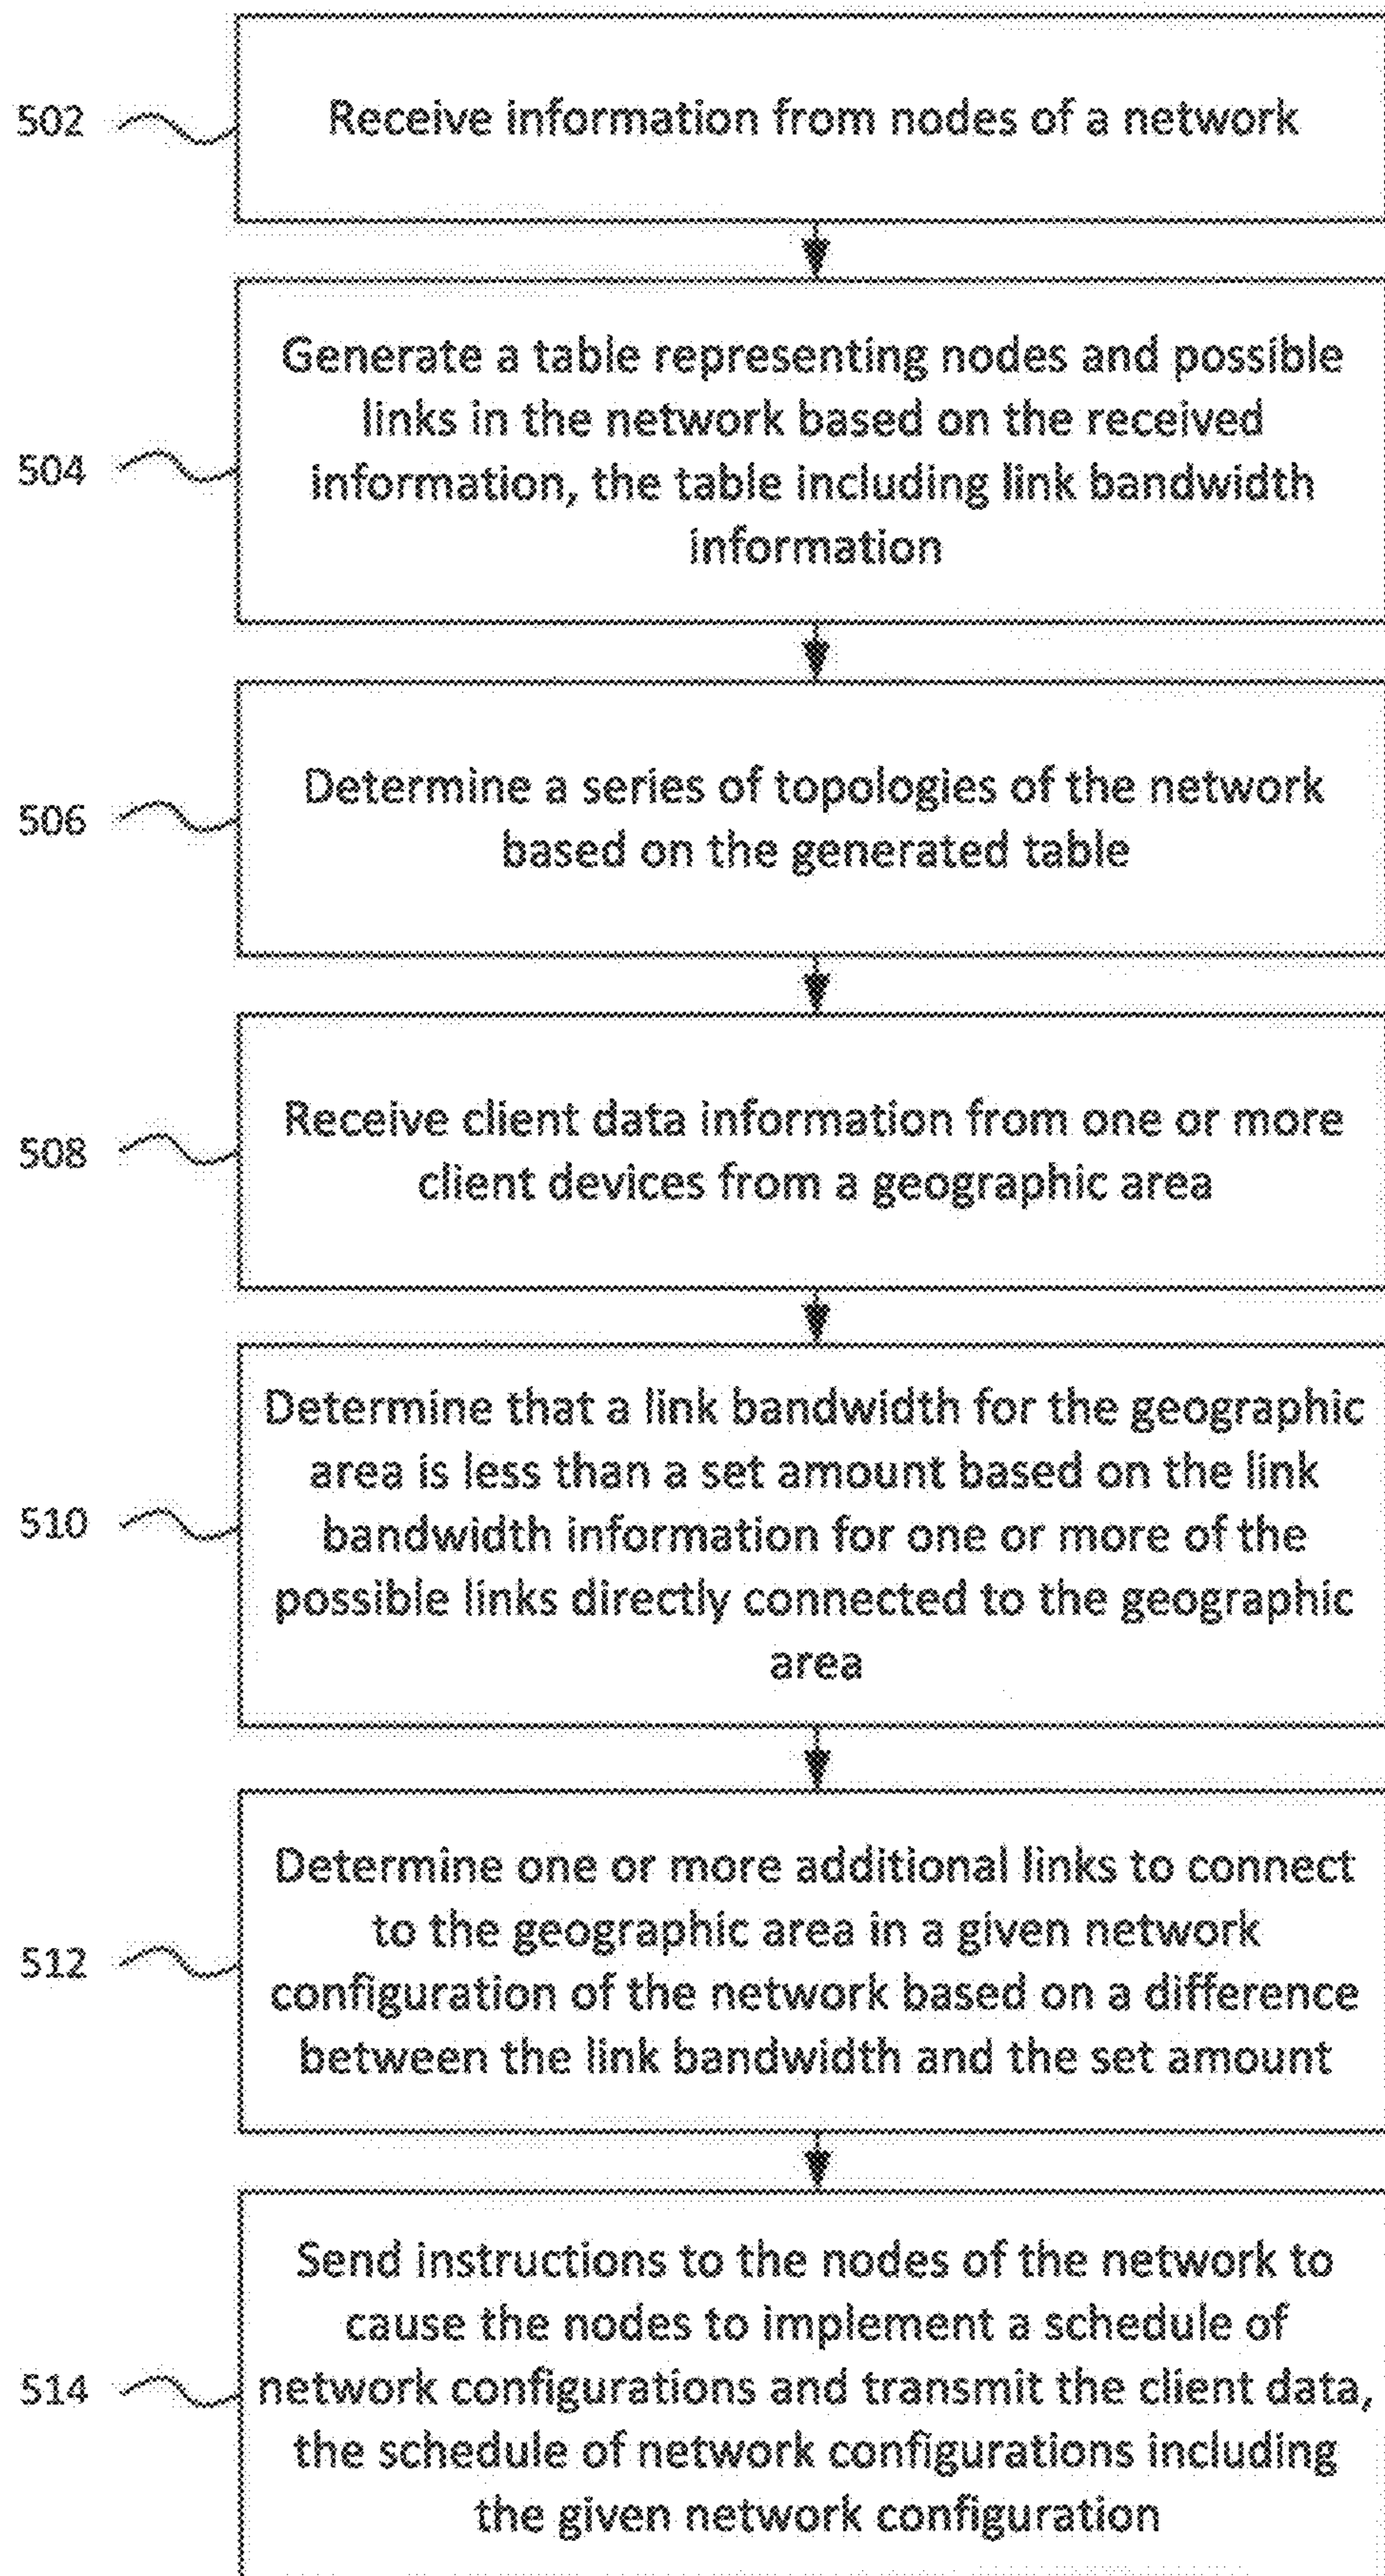 502
Receive information from nodes of a network
504
Generate a table representing nodes and possible
links in the network based on the received
information, the table including link bandwidth
information
506
Determine a series of topologies of the network
based on the generated table
508
Receive client data information from one or more
client devices from a geographic area
510
Determine that a link bandwidth for the geographic
area is less than a set amount based on the link
bandwidth information for one or more of the
possible links directly connected to the geographic
area
512
Determine one or more additional links to connect
to the geographic area in a given network
configuration of the network based on a difference
between the link bandwidth and the set amount
514
Send instructions to the nodes of the network to
cause the nodes to implement a schedule of
network configurations and transmit the client data,
the schedule of network configurations including
the given network configuration